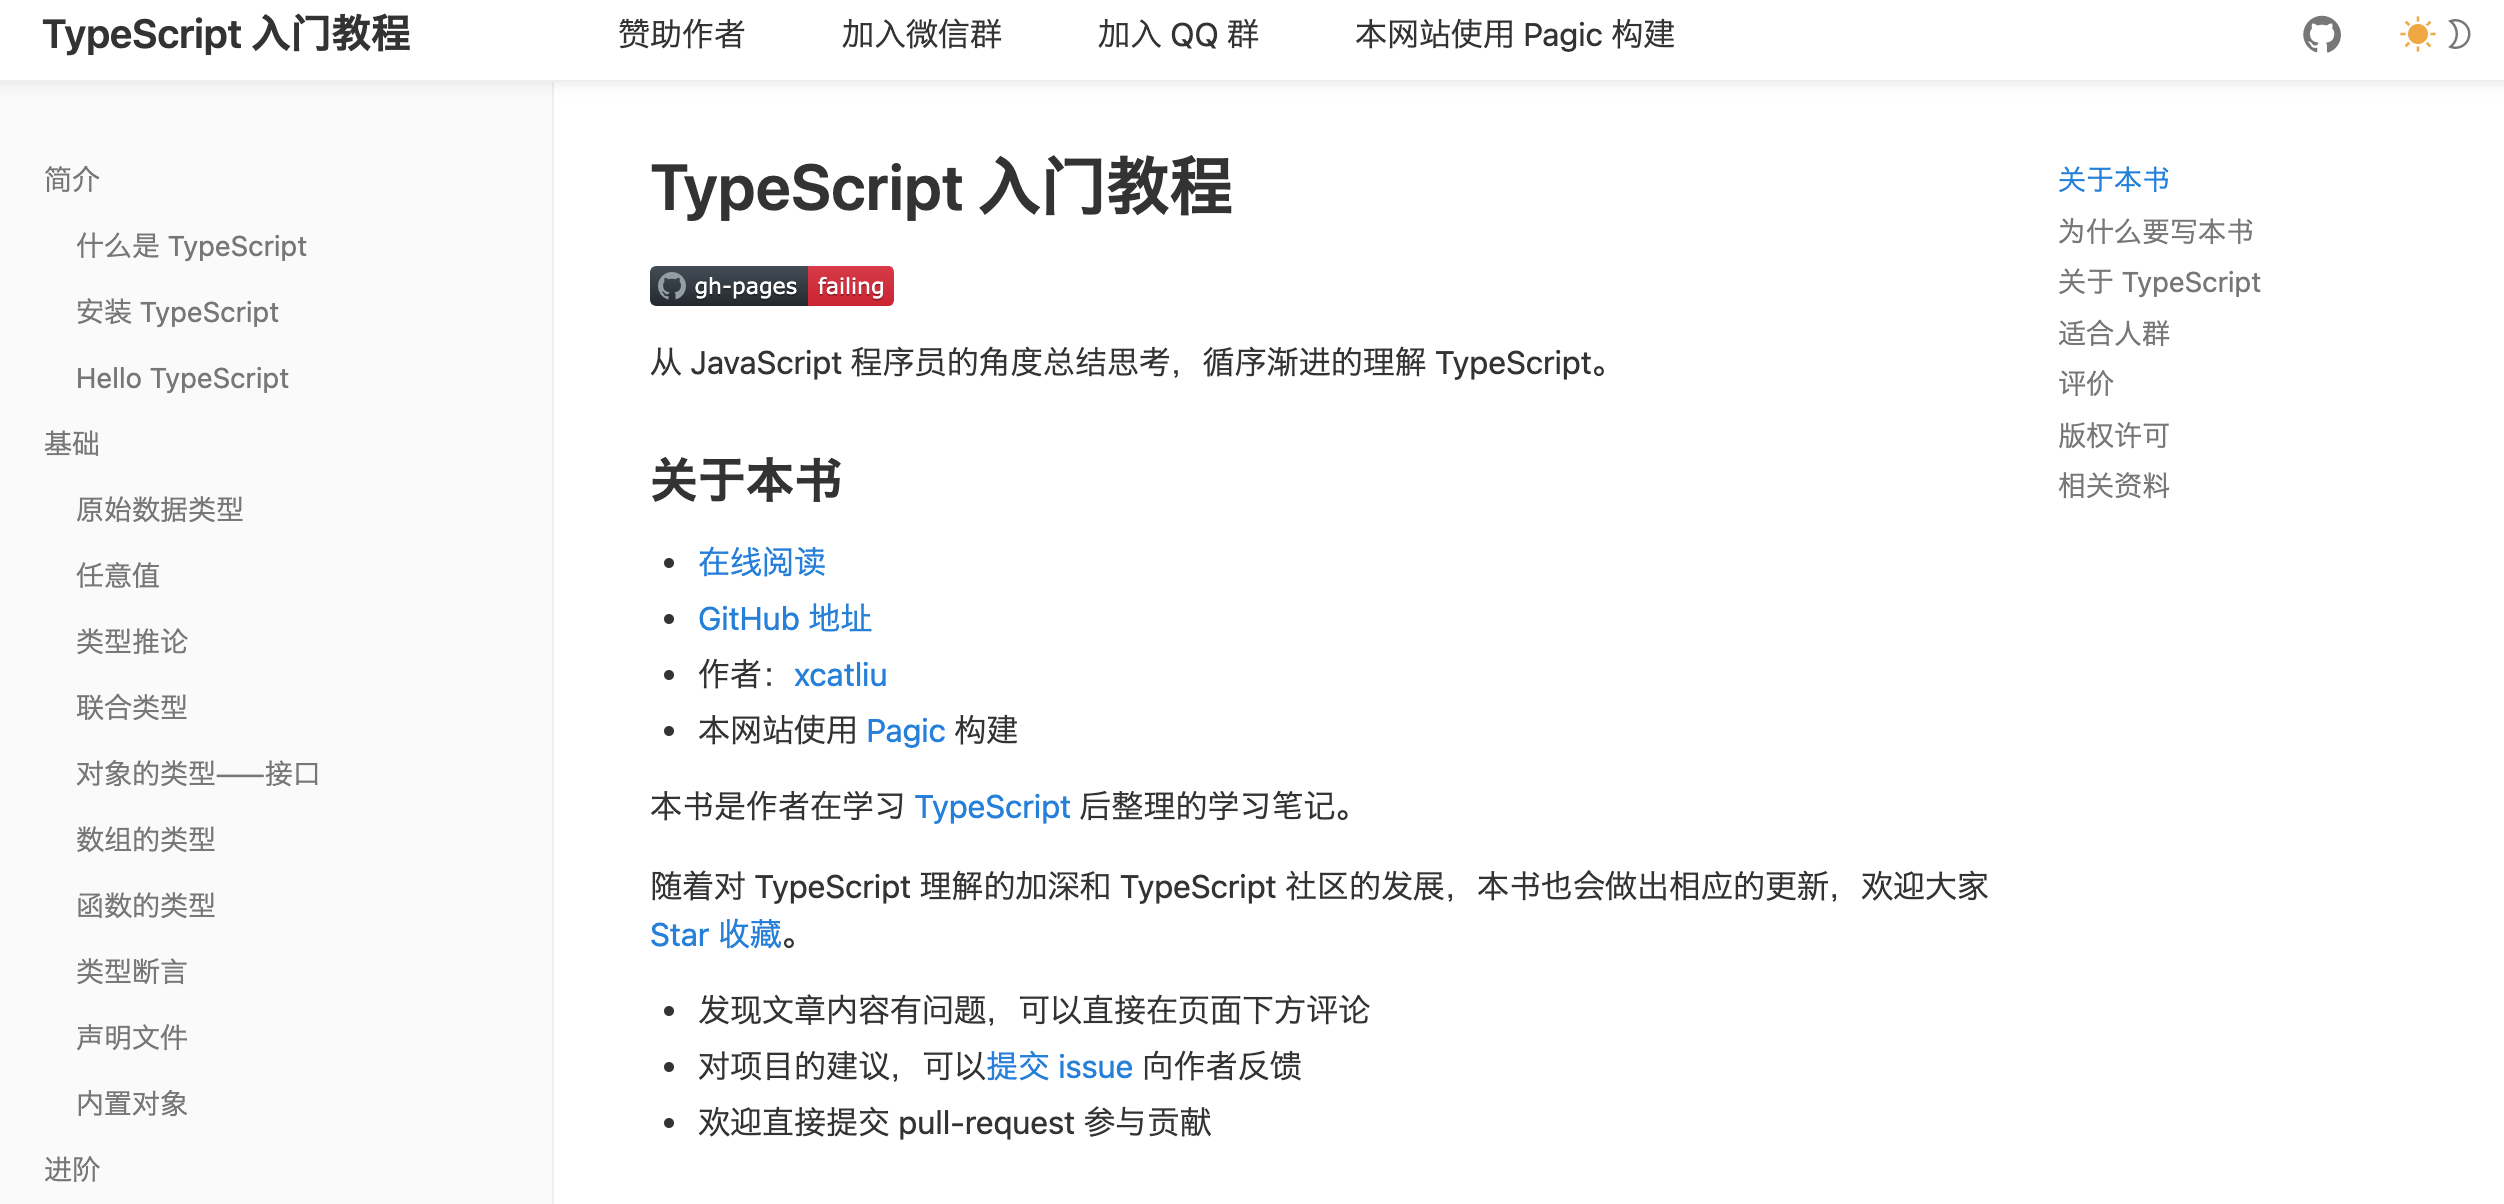 TypeScript 入门教程
赞助作者
加入微信群
加入 QQ 群
本网站使用 Pagic 构建
简介
什么是 TypeScript
安装 TypeScript
Hello TypeScript
基础
原始数据类型
任意值
类型推论
联合类型
对象的类型——接口
数组的类型
函数的类型
类型断言
声明文件
内置对象
进阶
TypeScript 入门教程
gh-pages failing
从 JavaScript 程序员的角度总结思考，循序渐进的理解 TypeScript。
关于本书
在线阅读
GitHub 地址
作者：xcatliu
本网站使用 Pagic 构建
本书是作者在学习 TypeScript 后整理的学习笔记。
随着对 TypeScript 理解的加深和 TypeScript 社区的发展，本书也会做出相应的更新，欢迎大家
Star 收藏。
发现文章内容有问题，可以直接在页面下方评论
对项目的建议，可以提交 issue 向作者反馈
欢迎直接提交 pull-request 参与贡献
关于本书
为什么要写本书
关于 TypeScript
适合人群
评价
版权许可
相关资料